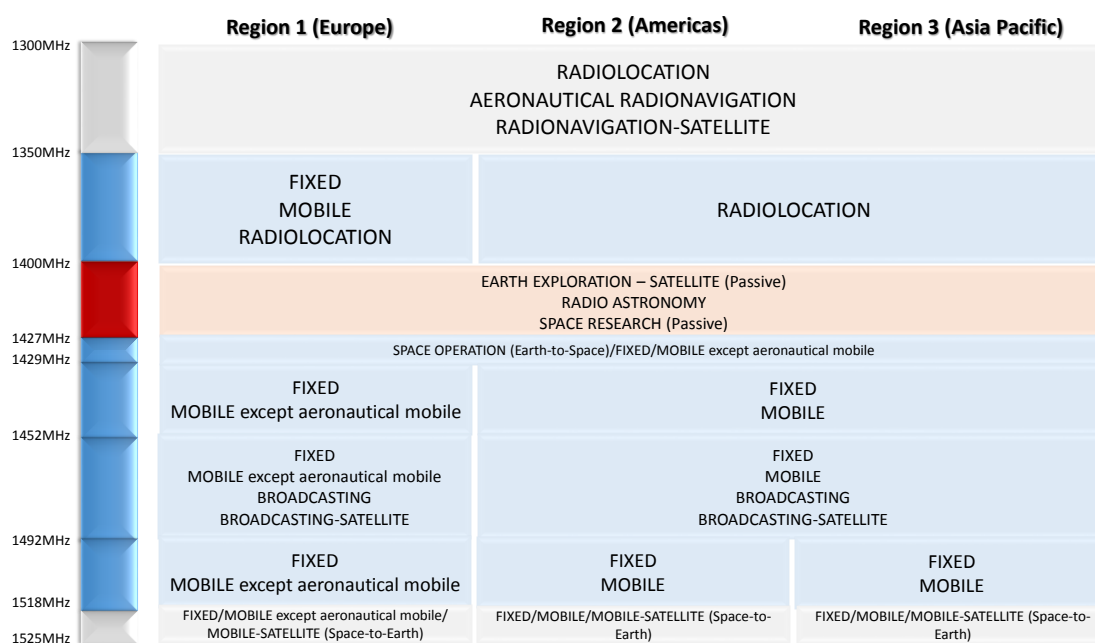 Region 1 (Europe)
Region 2 (Americas)
Region 3 (Asia Pacific)
1300MHz
RADIOLOCATION
AERONAUTICAL RADIONAVIGATION
RADIONAVIGATION-SATELLITE
1350MHz
FIXED
MOBILE
RADIOLOCATION
RADIOLOCATION
1400MHz
EARTH EXPLORATION – SATELLITE (Passive)
RADIO ASTRONOMY
SPACE RESEARCH (Passive)
1427MHz
SPACE OPERATION (Earth-to-Space)/FIXED/MOBILE except aeronautical mobile
1429MHz
FIXED
MOBILE except aeronautical mobile
FIXED
MOBILE
1452MHz
FIXED
MOBILE except aeronautical mobile
BROADCASTING
BROADCASTING-SATELLITE
FIXED
MOBILE
BROADCASTING
BROADCASTING-SATELLITE
1492MHz
FIXED
MOBILE except aeronautical mobile
FIXED
MOBILE
FIXED
MOBILE
1518MHz
FIXED/MOBILE except aeronautical mobile/
MOBILE-SATELLITE (Space-to-Earth)
FIXED/MOBILE/MOBILE-SATELLITE (Space-to-
Earth)
FIXED/MOBILE/MOBILE-SATELLITE (Space-to-
Earth)
1525MHz